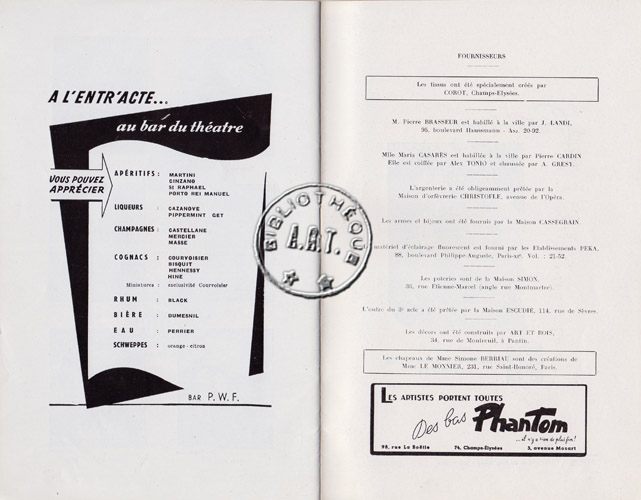 A L'ENTR'ACTE...
au bar du théatre
VOUS POUVEZ
APPRÉCIER
APÉRITIFS : MARTINI
CINZANO
St RAPHAEL
PORTO REI MANUEL
LIQUEURS : CAZANOVE
PIPPERMINT GET
CHAMPAGNES : CASTELLANE
MERCIER
MASSE
COGNACS : COURVOISIER
BISQUIT
HENNESSY
HINE
Miniatures : exclusivité Courvoisier
RHUM : BLACK
BIÈRE : DUMESNIL
EAU : PERRIER
SCHWEPPES : orange - citron
BAR P.W.F.
BIBLIOTHÈQUE
A.R.T.
FOURNISSEURS
Les tissus ont été spécialement créés par
COROT, Champs-Elysées.
M. Pierre BRASSEUR est habillé à la ville par J. LANDI,
96, boulevard Haussmann - Anj. 20-92.
Mlle Maria CASARÈS est habillée à la ville par Pierre CARDIN
Elle est coiffée par Alex TONIO et chaussée par A. GRESY.
L'argenterie a été obligeamment prêtée par la
Maison d'orfèvrerie CHRISTOFLE, avenue de l'Opéra.
Les armes et bijoux ont été fournis par la Maison CASSEGRAIN.
matériel d'éclairage fluorescent est fourni par les Etablissements PEKA,
88, boulevard Philippe-Auguste, Paris-xie. Vol. : 21-52
Les poteries sont de la Maison SIMON,
rue Etienne-Marcel (angle rue Montmartre).
du 3e acte a été prêtée par la Maison ESCUDIE, 114, rue de Sèvres.
Les décors ont été construits par ART ET BOIS,
34, rue de Montreuil, à Pantin.
Les chapeaux de Mme Simone BERRIAU sont des créations de
Mme LE MONNIER, 231, rue Saint-Honoré, Paris.
LES ARTISTES PORTENT TOUTES
Des bas Phantom
...il n'y a rien de plus fin !
98, rue La Boëtie 74, Champs-Elysées 5, avenue Mozart